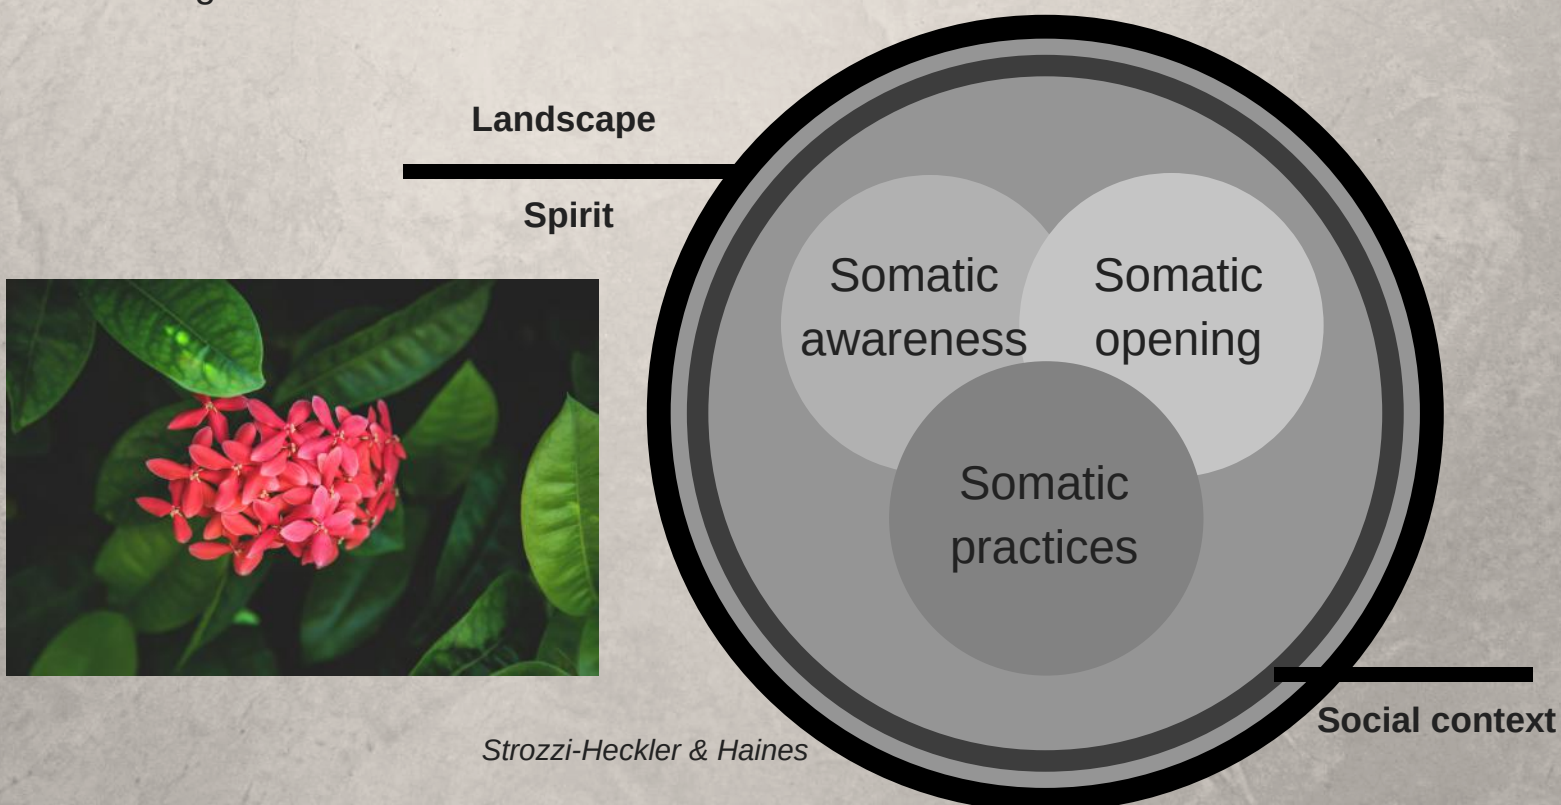 Landscape
Spirit
Somatic
awareness
Somatic
opening
Somatic
practices
Social context
Strozzi-Heckler & Haines